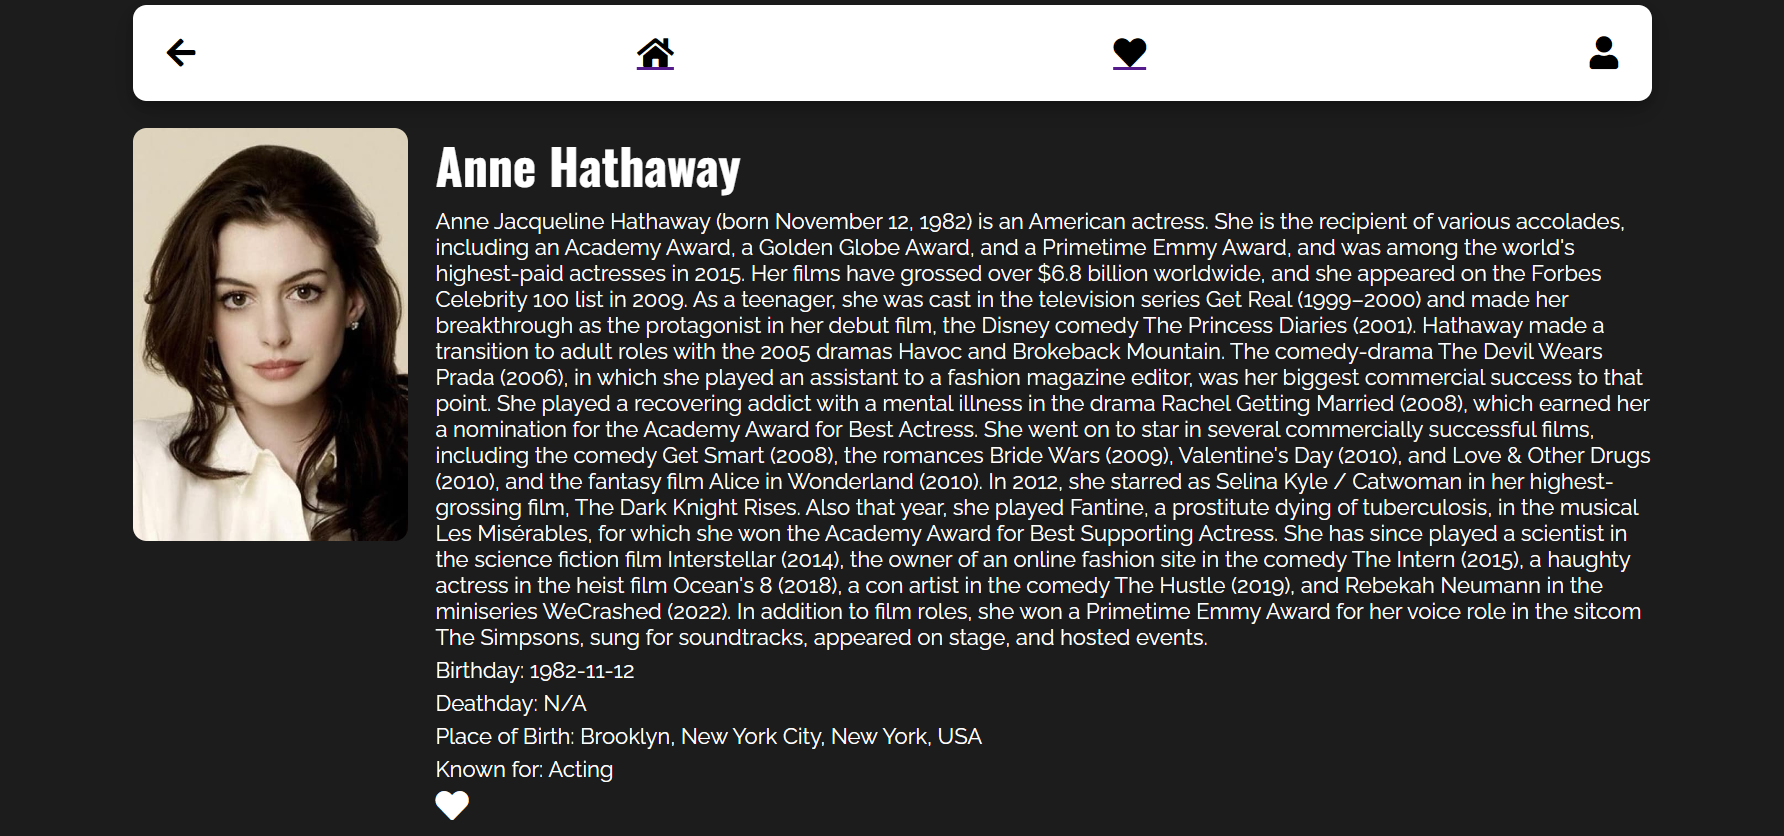 Anne Hathaway
Anne Jacqueline Hathaway (born November 12, 1982) is an American actress. She is the recipient of various accolades,
including an Academy Award, a Golden Globe Award, and a Primetime Emmy Award, and was among the world's
highest-paid actresses in 2015. Her films have grossed over $6.8 billion worldwide, and she appeared on the Forbes
Celebrity 100 list in 2009. As a teenager, she was cast in the television series Get Real (1999–2000) and made her
breakthrough as the protagonist in her debut film, the Disney comedy The Princess Diaries (2001). Hathaway made a
transition to adult roles with the 2005 dramas Havoc and Brokeback Mountain. The comedy-drama The Devil Wears
Prada (2006), in which she played an assistant to a fashion magazine editor, was her biggest commercial success to that
point. She played a recovering addict with a mental illness in the drama Rachel Getting Married (2008), which earned her
a nomination for the Academy Award for Best Actress. She went on to star in several commercially successful films,
including the comedy Get Smart (2008), the romances Bride Wars (2009), Valentine's Day (2010), and Love & Other Drugs
(2010), and the fantasy film Alice in Wonderland (2010). In 2012, she starred as Selina Kyle / Catwoman in her highest-
grossing film, The Dark Knight Rises. Also that year, she played Fantine, a prostitute dying of tuberculosis, in the musical
Les Misérables, for which she won the Academy Award for Best Supporting Actress. She has since played a scientist in
the science fiction film Interstellar (2014), the owner of an online fashion site in the comedy The Intern (2015), a haughty
actress in the heist film Ocean's 8 (2018), a con artist in the comedy The Hustle (2019), and Rebekah Neumann in the
miniseries WeCrashed (2022). In addition to film roles, she won a Primetime Emmy Award for her voice role in the sitcom
The Simpsons, sung for soundtracks, appeared on stage, and hosted events.
Birthday: 1982-11-12
Deathday: N/A
Place of Birth: Brooklyn, New York City, New York, USA
Known for: Acting